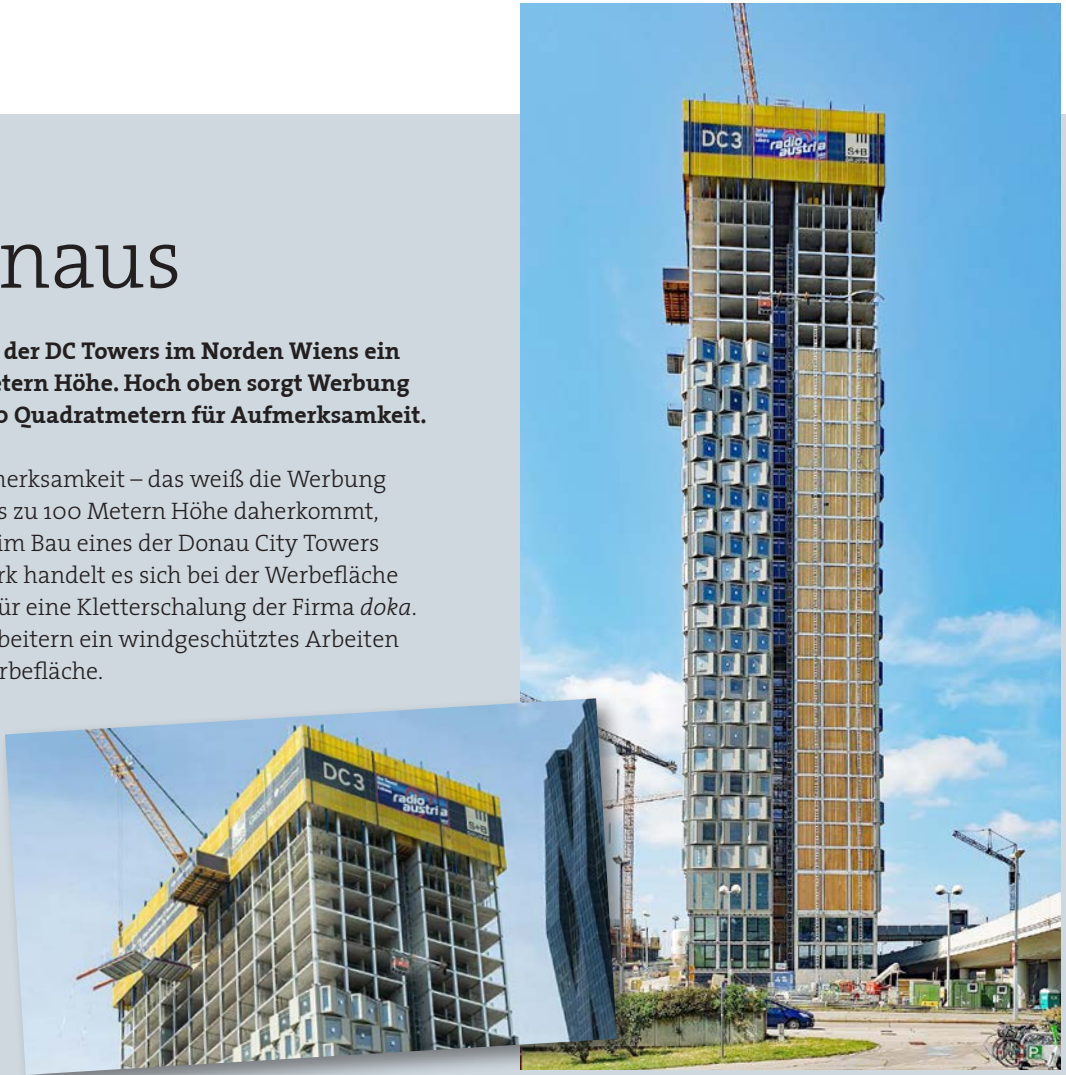 naus
der DC Towers im Norden Wiens ein
etern Höhe. Hoch oben sorgt Werbung
o Quadratmetern für Aufmerksamkeit.
merksamkeit – das weiß die Werbung
s zu 100 Metern Höhe daherkommt,
im Bau eines der Donau City Towers
rk handelt es sich bei der Werbefläche
ür eine Kletterschalung der Firma doka.
beitern ein windgeschütztes Arbeiten
rbefläche.
DC3
radio
austria
S+B
DC3
radio
austria
S+B
P